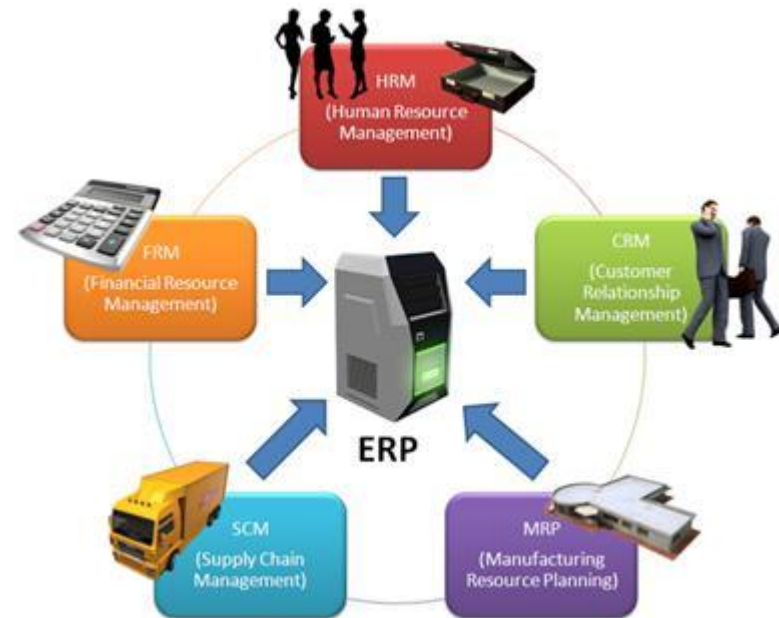 HRM
(Human Resource
Management)
FRM
(Financial Resource
Management)
CRM
(Customer
Relationship
Management)
ERP
SCM
(Supply Chain
Management)
MRP
(Manufacturing
Resource Planning)